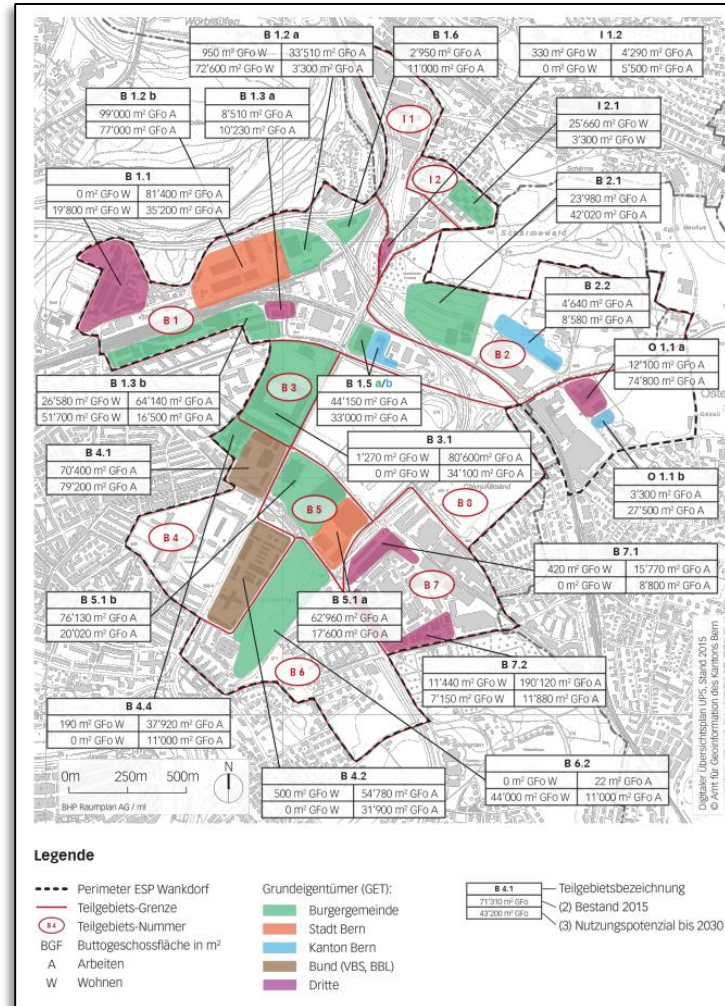 Wörblaufen
B 1.2 a
950 m² GFo W 33'510 m² GFo A
72'600 m² GFo W 3'300 m² GFo A
B 1.6
2'950 m² GFo A
11'000 m² GFo A
I 1.2
330 m² GFo W 4'290 m² GFo A
0 m² GFo W 5'500 m² GFo A
B 1.2 b
99'000 m² GFo A
77'000 m² GFo A
B 1.3 a
8'510 m² GFo A
10'230 m² GFo A
I 1
I 2.1
25'660 m² GFo W
3'300 m² GFo W
B 1.1
0 m² GFo W 81'400 m² GFo A
19'800 m² GFo W 35'200 m² GFo A
I 2
B 2.1
23'980 m² GFo A
42'020 m² GFo A
Schärmewald
B 2.2
4'640 m² GFo A
8'580 m² GFo A
B 1
B 2
O 1.1 a
12'100 m² GFo A
74'800 m² GFo A
B 1.3 b
26'580 m² GFo W 64'140 m² GFo A
51'700 m² GFo W 16'500 m² GFo A
B 3
B 1.5 a/b
44'150 m² GFo A
33'000 m² GFo A
B 4.1
70'400 m² GFo A
79'200 m² GFo A
B 3.1
1'270 m² GFo W 80'600 m² GFo A
0 m² GFo W 34'100 m² GFo A
O 1.1 b
3'300 m² GFo A
27'500 m² GFo A
B 8
B 5
B 4
B 7.1
420 m² GFo W 15'770 m² GFo A
0 m² GFo W 8'800 m² GFo A
B 7
B 5.1 b
76'130 m² GFo A
20'020 m² GFo A
B 5.1 a
62'960 m² GFo A
17'600 m² GFo A
B 6
B 7.2
11'440 m² GFo W 190'120 m² GFo A
7'150 m² GFo W 11'880 m² GFo A
B 4.4
190 m² GFo W 37'920 m² GFo A
0 m² GFo W 11'000 m² GFo A
B 4.2
500 m² GFo W 54'780 m² GFo A
0 m² GFo W 31'900 m² GFo A
B 6.2
0 m² GFo W 22 m² GFo A
44'000 m² GFo W 11'000 m² GFo A
0m 250m 500m
N
BHP Raumplan AG / ml
Digitaler Übersichtsplan UP5, Stand 2015
© Amt für Geoinformation des Kantons Bern
Legende
Perimeter ESP Wankdorf
Teilgebiets-Grenze
B 4 Teilgebiets-Nummer
BGF Buttogeschossfläche in m²
A Arbeiten
W Wohnen
Grundeigentümer (GET):
Burgergemeinde
Stadt Bern
Kanton Bern
Bund (VBS, BBL)
Dritte
B 4.1 Teilgebietsbezeichnung
71'310 m² GFo (2) Bestand 2015
43'200 m² GFo (3) Nutzungspotenzial bis 2030